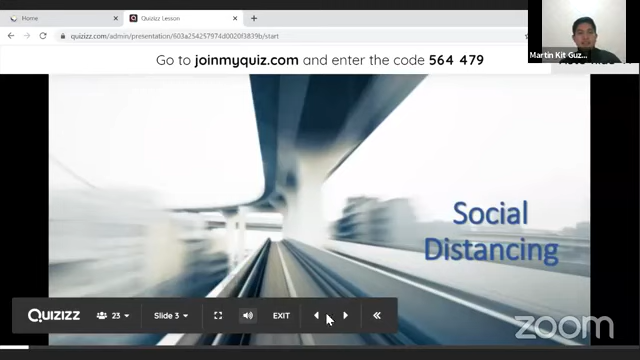 Home
Quizizz Lesson
quizizz.com/admin/presentation/603a254257974d0020f3839b/start
Go to joinmyquiz.com and enter the code 564 479
Martin Kit Guz...
Social
Distancing
Quizizz
23
Slide 3
EXIT
zoom